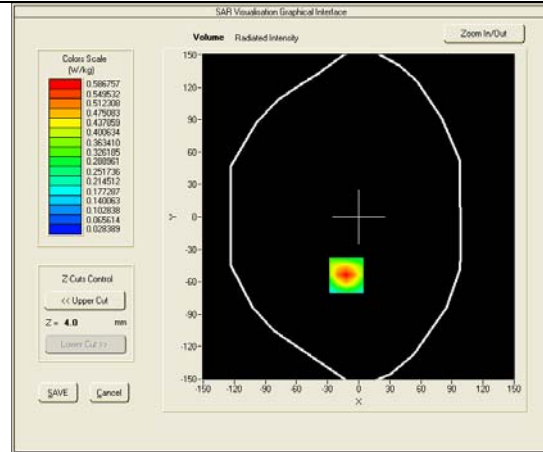 SAR Visualisation Graphical Interface
Volume Radiated Intensity
Zoom In/Out
Colors Scale
(W/kg)
0.586757
0.549532
0.512308
0.475083
0.437859
0.400634
0.363410
0.326185
0.288961
0.251736
0.214512
0.177287
0.140063
0.102838
0.065614
0.028389
Z Cuts Control
<< Upper Cut
Z = 4.0 mm
Lower Cut >>
SAVE Cancel
150
120
90
60
30
0
-30
-60
-90
-120
-150
Y
-150 -120 -90 -60 -30 0 30 60 90 120 150
X